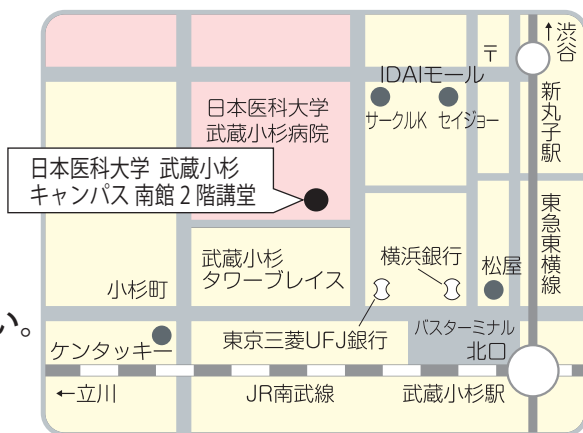 ↑渋谷
〒
IDAIモール
新丸子駅
サークルK セイジョー
日本医科大学
武蔵小杉病院
日本医科大学 武蔵小杉
キャンパス 南館2階講堂
東急東横線
武蔵小杉
タワープレイス
横浜銀行
松屋
小杉町
い。
ケンタッキー
東京三菱UFJ銀行
バスターミナル
北口
←立川
JR南武線
武蔵小杉駅